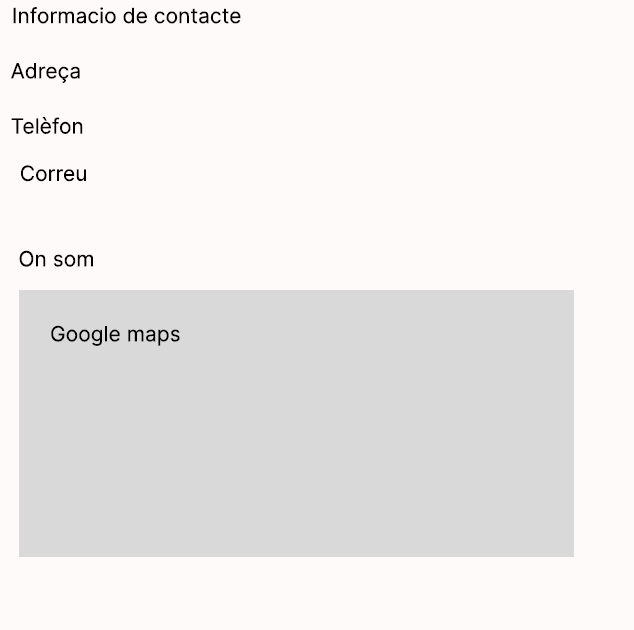 Informacio de contacte
Adreça
Telèfon
Correu
On som
Google maps